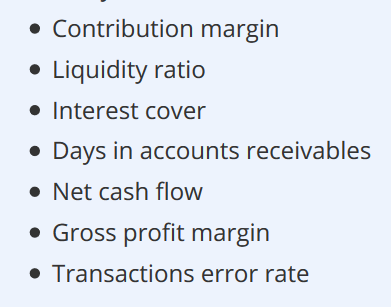 • Contribution margin
• Liquidity ratio
• Interest cover
• Days in accounts receivables
• Net cash flow
• Gross profit margin
• Transactions error rate